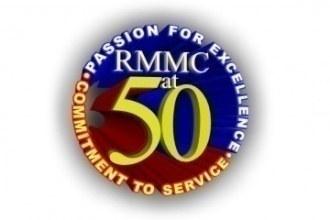 • PASSION FOR EXCELLENCE •
RMMC
at
50
COMMITMENT TO SERVICE